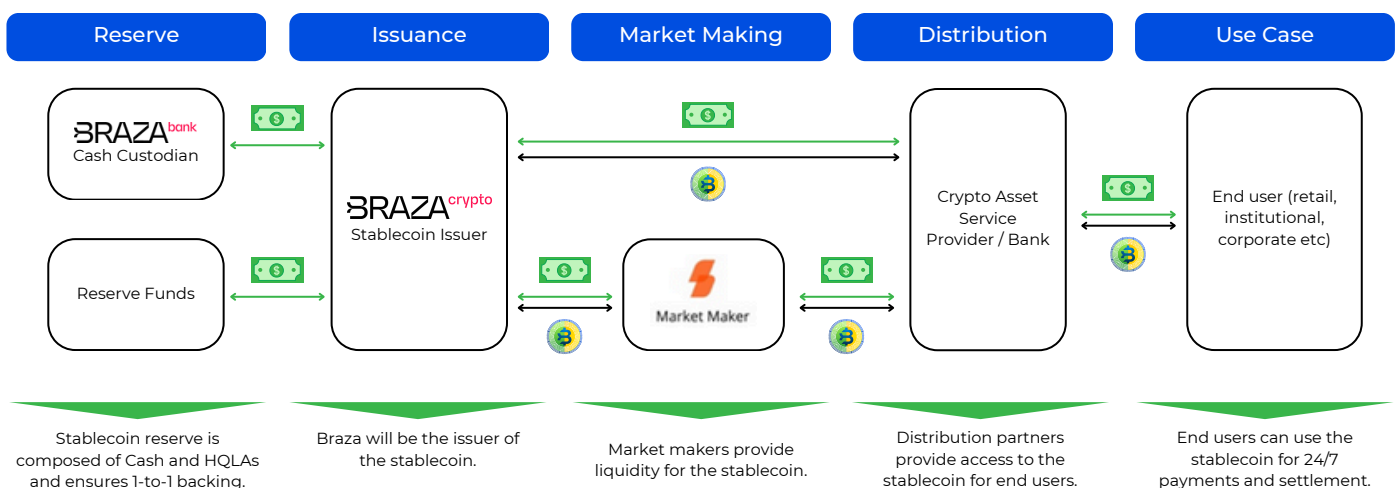 Reserve
Issuance
Market Making
Distribution
Use Case
BRAZA bank
Cash Custodian
Reserve Funds
BRAZA crypto
Stablecoin Issuer
Market Maker
Crypto Asset
Service
Provider / Bank
End user (retail,
institutional,
corporate etc)
Stablecoin reserve is
composed of Cash and HQLAs
and ensures 1-to-1 backing.
Braza will be the issuer of
the stablecoin.
Market makers provide
liquidity for the stablecoin.
Distribution partners
provide access to the
stablecoin for end users.
End users can use the
stablecoin for 24/7
payments and settlement.